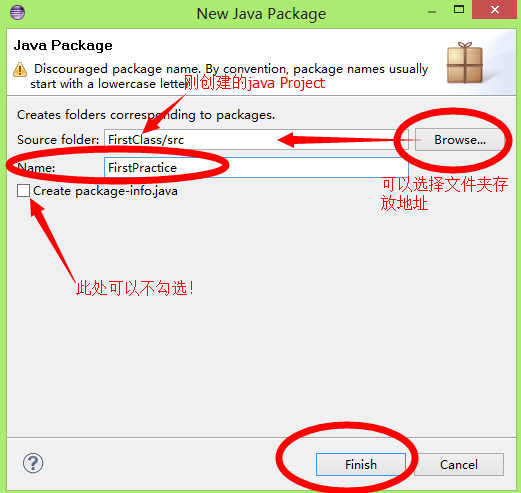 New Java Package
Java Package
Discouraged package name. By convention, package names usually
start with a lowercase letter
刚创建的java Project
Creates folders corresponding to packages.
Source folder: FirstClass/src Browse...
Name: FirstPractice
可以选择文件夹存
放地址
Create package-info.java
此处可以不勾选！
? Finish Cancel